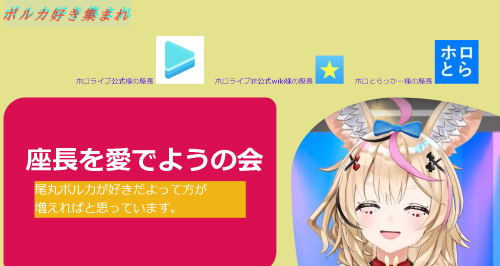 ポルカ好き集まれ
ホロライブ公式様の座長
ホロライブ非公式wiki様の座長
ホロとらっかー様の座長
ホロ
とら
座長を愛でようの会
尾丸ポルカが好きだよって方が
増えればと思っています。